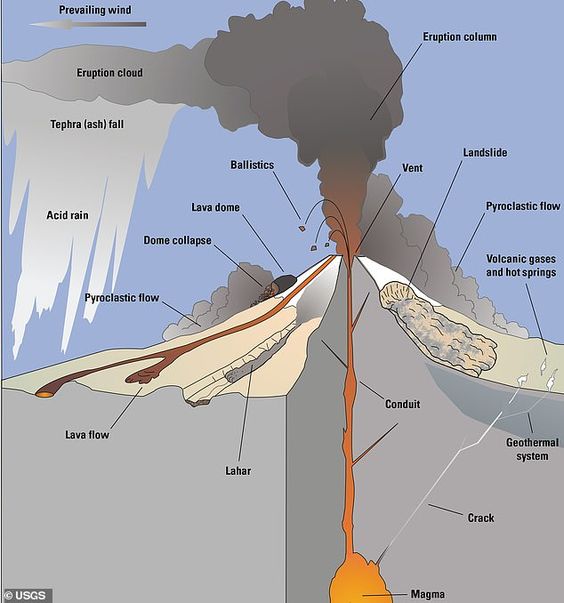 Prevailing wind
Eruption column
Eruption cloud
Tephra (ash) fall
Ballistics
Vent
Landslide
Lava dome
Pyroclastic flow
Acid rain
Dome collapse
Volcanic gases
and hot springs
Pyroclastic flow
Conduit
Lava flow
Geothermal
system
Lahar
Crack
Magma
© USGS